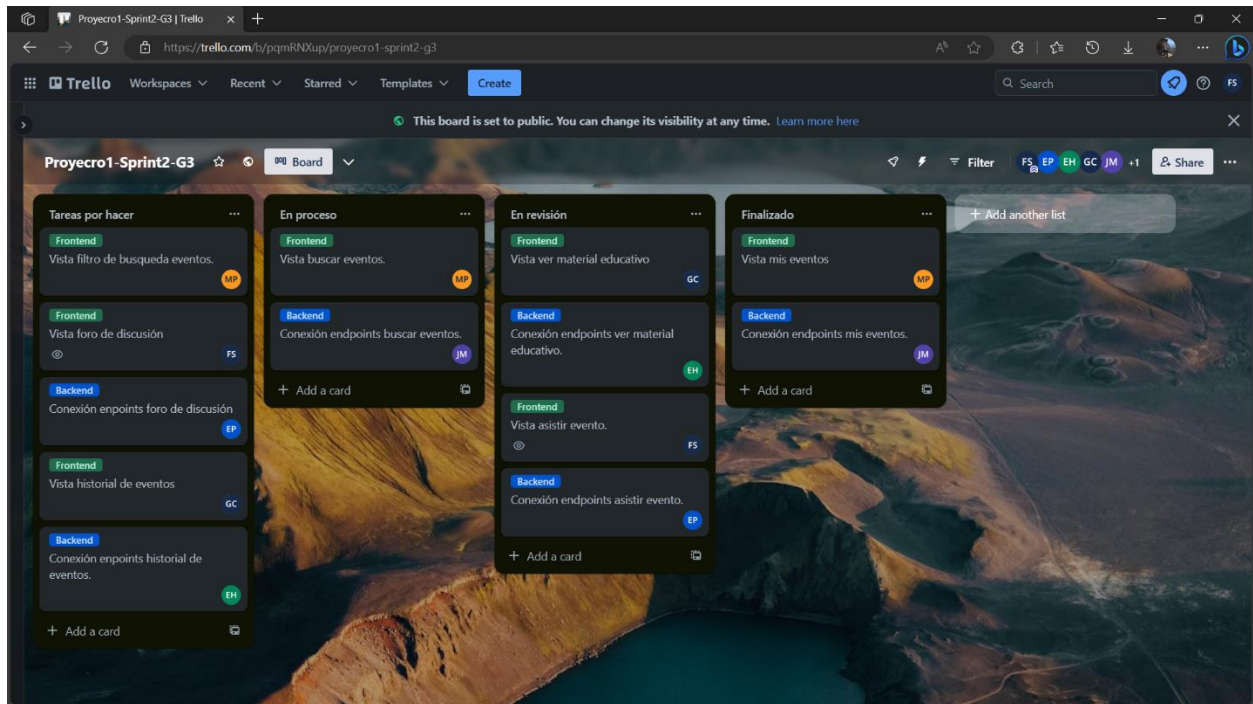 Proyecro1-Sprint2-G3 | Trello
https://trello.com/b/pqmRNXup/proyecro1-sprint2-g3
Trello Workspaces Recent Starred Templates Create Search FS
This board is set to public. You can change its visibility at any time. Learn more here
Proyecro1-Sprint2-G3 Board Filter FS EP EH GC JM +1 Share
Tareas por hacer
Frontend
Vista filtro de busqueda eventos.
MP
Frontend
Vista foro de discusión
FS
Backend
Conexión enpoints foro de discusión
EP
Frontend
Vista historial de eventos
GC
Backend
Conexión enpoints historial de
eventos.
EH
+ Add a card
En proceso
Frontend
Vista buscar eventos.
MP
Backend
Conexión endpoints buscar eventos.
JM
+ Add a card
En revisión
Frontend
Vista ver material educativo
GC
Backend
Conexión endpoints ver material
educativo.
EH
Frontend
Vista asistir evento.
FS
Backend
Conexión endpoints asistir evento.
EP
+ Add a card
Finalizado
Frontend
Vista mis eventos
MP
Backend
Conexión endpoints mis eventos.
JM
+ Add a card
+ Add another list